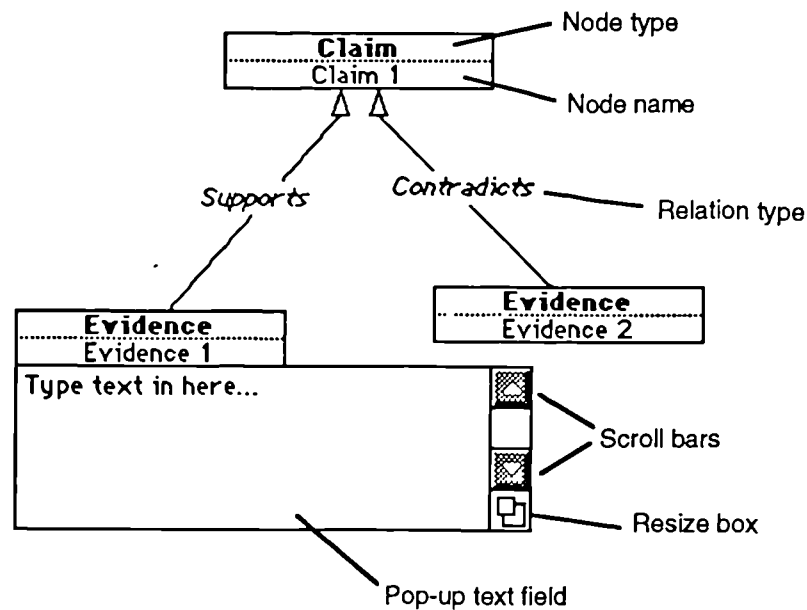 Node type
Claim
Claim 1
Node name
Supports
Contradicts
Relation type
Evidence
Evidence 1
Evidence
Evidence 2
Type text in here...
Scroll bars
Resize box
Pop-up text field